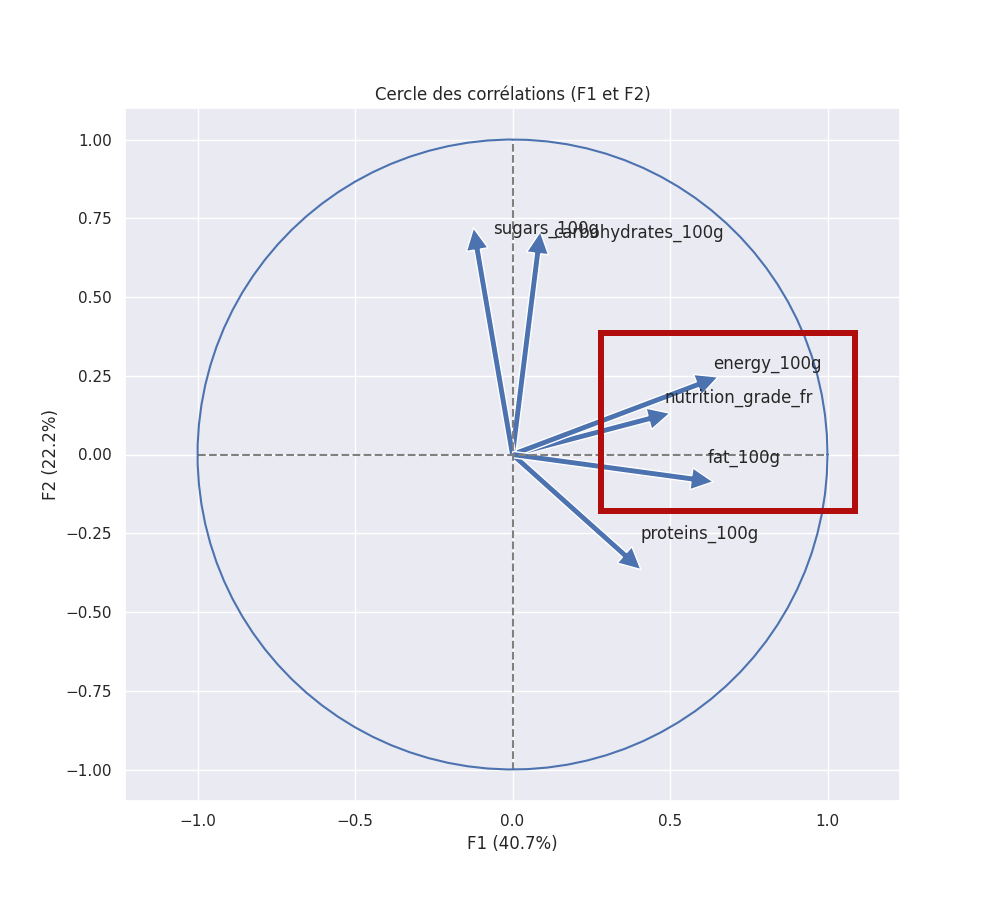 Cercle des corrélations (F1 et F2)
1.00
0.75
0.50
0.25
0.00
−0.25
−0.50
−0.75
−1.00
F2 (22.2%)
sugars_100g
carbohydrates_100g
energy_100g
nutrition_grade_fr
fat_100g
proteins_100g
−1.0
−0.5
0.0
0.5
1.0
F1 (40.7%)